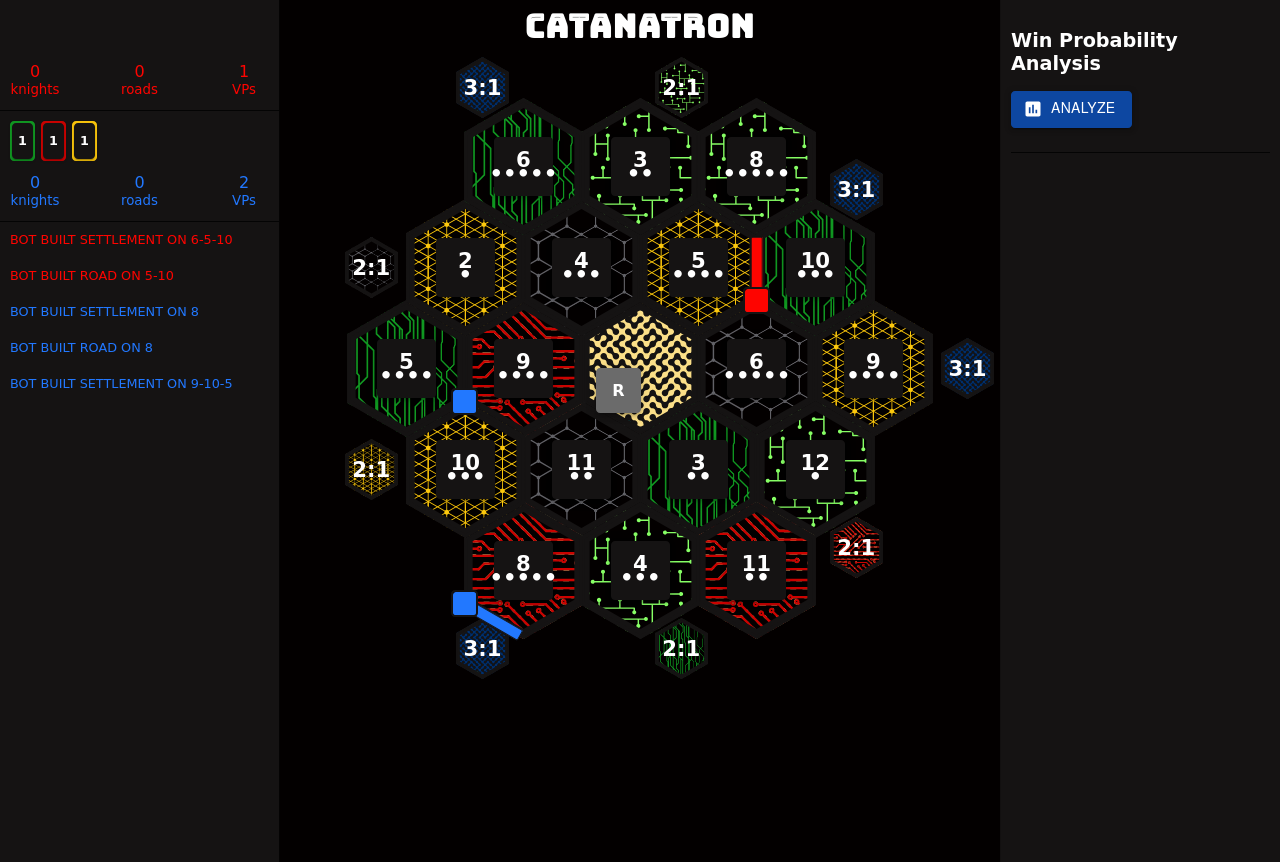 CATANATRON
0 0 1
knights roads VPs
1 1 1
0 0 2
knights roads VPs
BOT BUILT SETTLEMENT ON 6-5-10
BOT BUILT ROAD ON 5-10
BOT BUILT SETTLEMENT ON 8
BOT BUILT ROAD ON 8
BOT BUILT SETTLEMENT ON 9-10-5
3:1 2:1
6 3 8
3:1
2:1 2 4 5 10
5 9 6 9 3:1
R
2:1 10 11 3 12
8 4 11 2:1
3:1 2:1
Win Probability
Analysis
ANALYZE